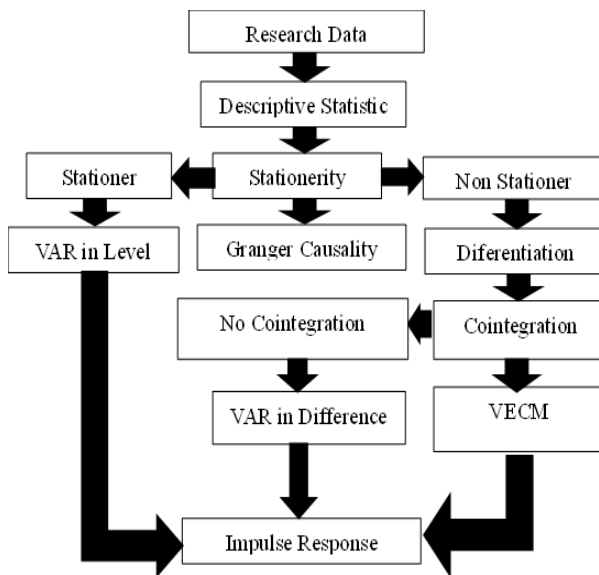 Research Data
Descriptive Statistic
Stationer
Stationerity
Non Stationer
VAR in Level
Granger Causality
Diferentiation
No Cointegration
Cointegration
VAR in Difference
VECM
Impulse Response